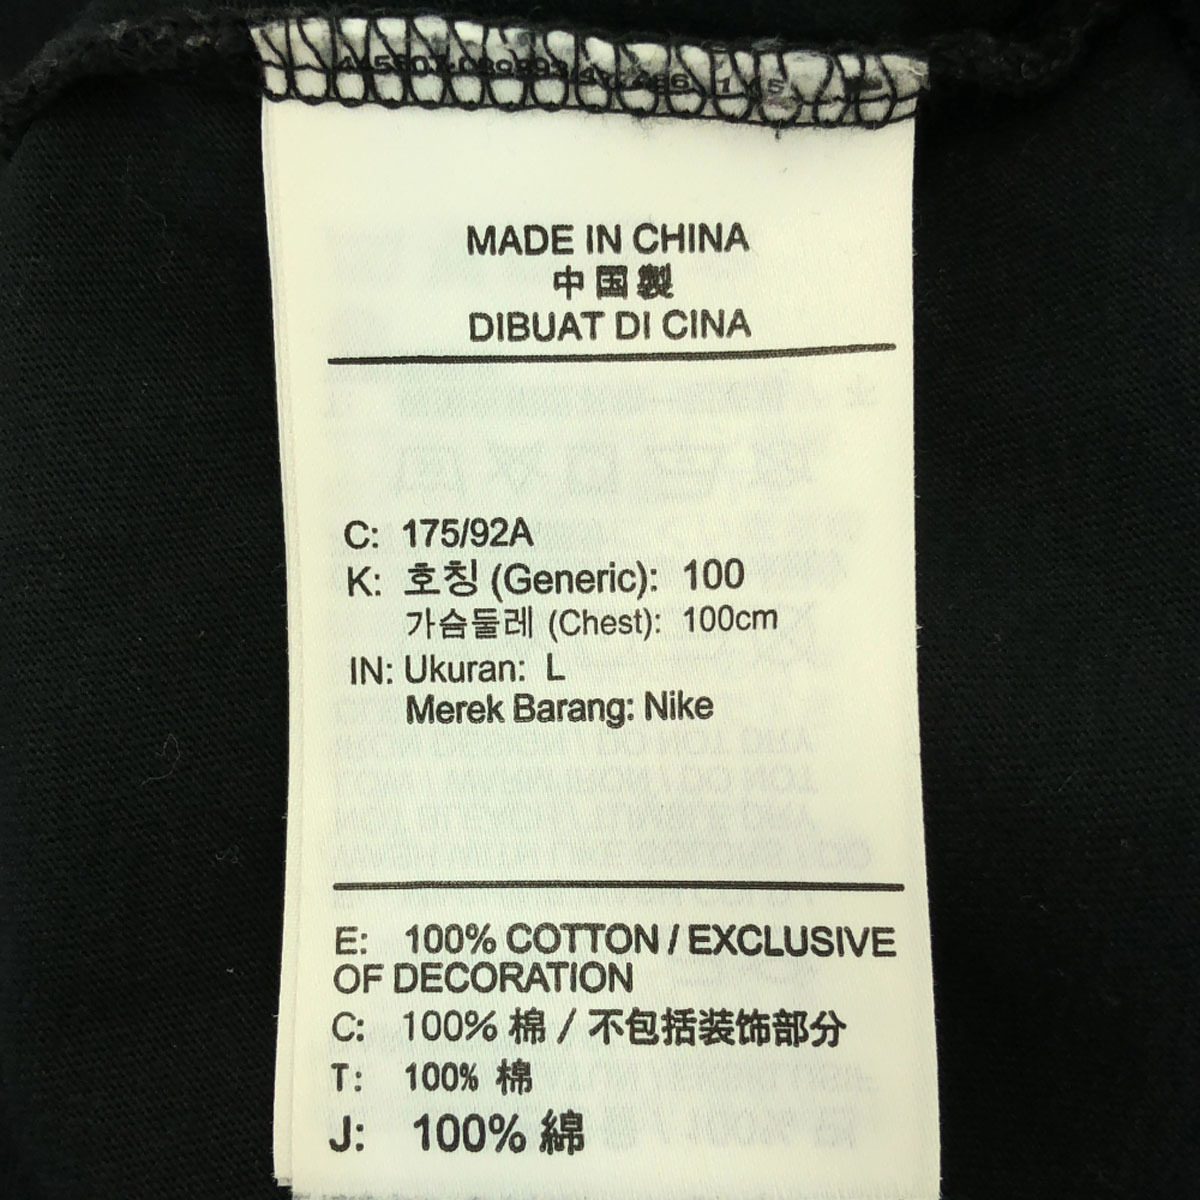 MADE IN CHINA
中国製
DIBUAT DI CINA
C: 175/92A
K: 호칭 (Generic): 100
가슴둘레 (Chest): 100cm
IN: Ukuran: L
Merek Barang: Nike
E: 100% COTTON / EXCLUSIVE
OF DECORATION
C: 100% 棉 / 不包括装饰部分
T: 100% 棉
J: 100% 綿